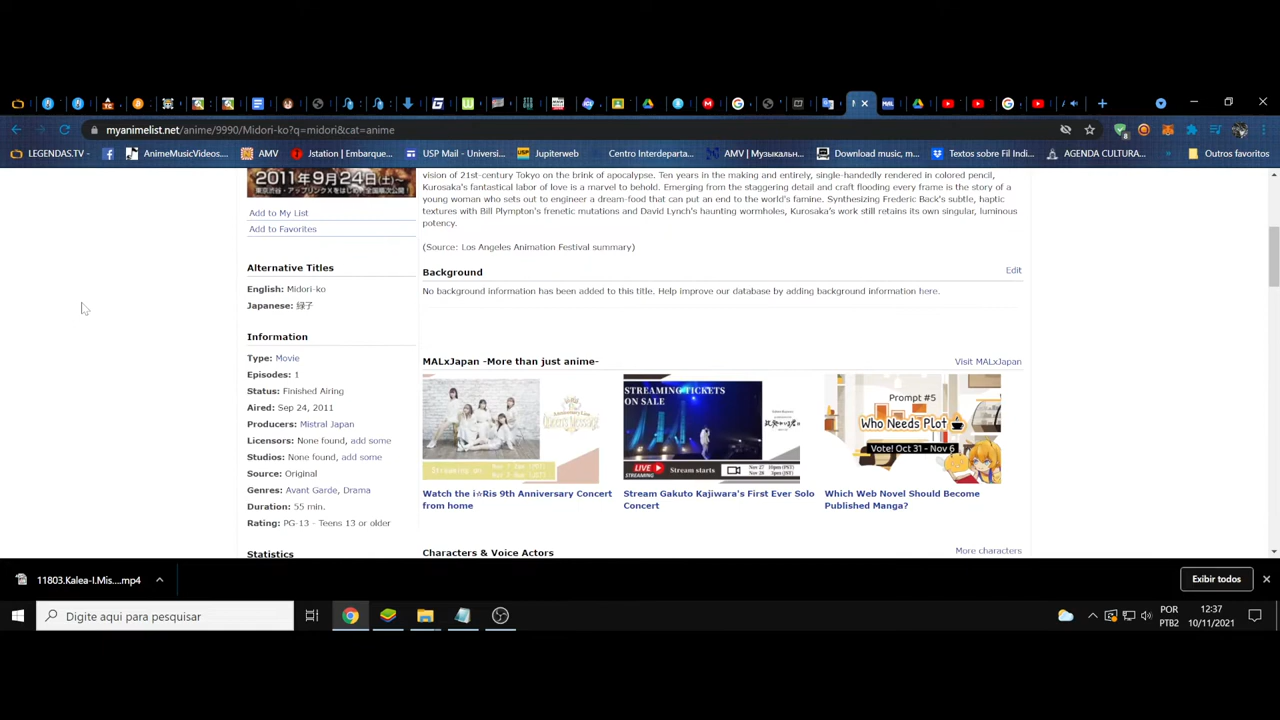 myanimelist.net/anime/9990/Midori-ko?q=midori&cat=anime
LEGENDAS.TV -
AnimeMusicVideos...
AMV
Jstation | Embarque...
USP Mail - Universi...
Jupiterweb
Centro Interdeparta...
AMV | Музыкальн...
Download music, m...
Textos sobre Fil Indi...
AGENDA CULTURA...
Outros favoritos
2011年9月24日(土)~
Add to My List
Add to Favorites
Alternative Titles
English: Midori-ko
Japanese: 緑子
Information
Type: Movie
Episodes: 1
Status: Finished Airing
Aired: Sep 24, 2011
Producers: Mistral Japan
Licensors: None found, add some
Studios: None found, add some
Source: Original
Genres: Avant Garde, Drama
Duration: 55 min.
Rating: PG-13 - Teens 13 or older
Statistics
vision of 21st-century Tokyo on the brink of apocalypse. Ten years in the making and entirely, single-handedly rendered in colored pencil,
Kurosaka's fantastical labor of love is a marvel to behold. Emerging from the staggering detail and craft flooding every frame is the story of a
young woman who sets out to engineer a dream-food that can put an end to the world's famine. Synthesizing Frederic Back's subtle, haptic
textures with Bill Plympton's frenetic mutations and David Lynch's haunting wormholes, Kurosaka's work still retains its own singular, luminous
potency.
(Source: Los Angeles Animation Festival summary)
Background
Edit
No background information has been added to this title. Help improve our database by adding background information here.
MALxJapan -More than just anime-
Visit MALxJapan
STREAMING TICKETS
ON SALE
LIVE
STREAMING
Stream starts
Prompt #5
Who Needs Plot
Vote! Oct 31 - Nov 6
Streaming on
Watch the i☆Ris 9th Anniversary Concert
from home
Stream Gakuto Kajiwara's First Ever Solo
Concert
Which Web Novel Should Become
Published Manga?
Characters & Voice Actors
More characters
11803.Kalea-I.Mis....mp4
Exibir todos
Digite aqui para pesquisar
POR
PTB2
12:37
10/11/2021